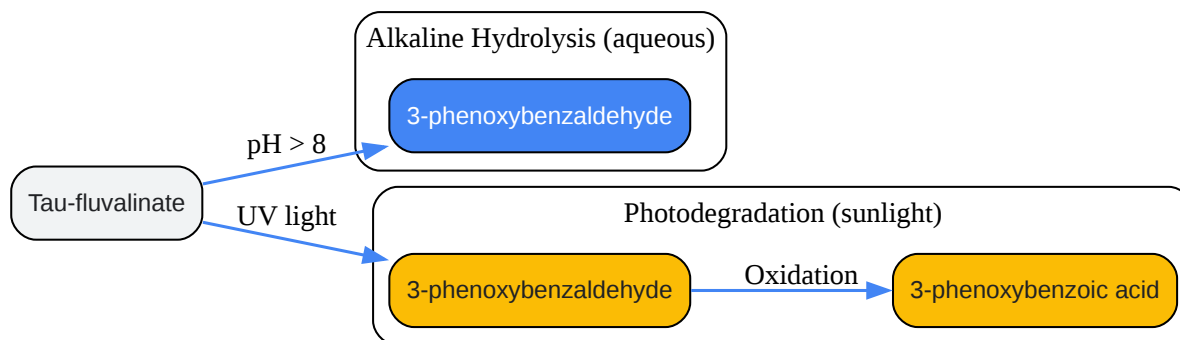 Alkaline Hydrolysis (aqueous)
3-phenoxybenzaldehyde
pH > 8
Tau-fluvalinate
UV light
Photodegradation (sunlight)
3-phenoxybenzaldehyde
Oxidation
3-phenoxybenzoic acid